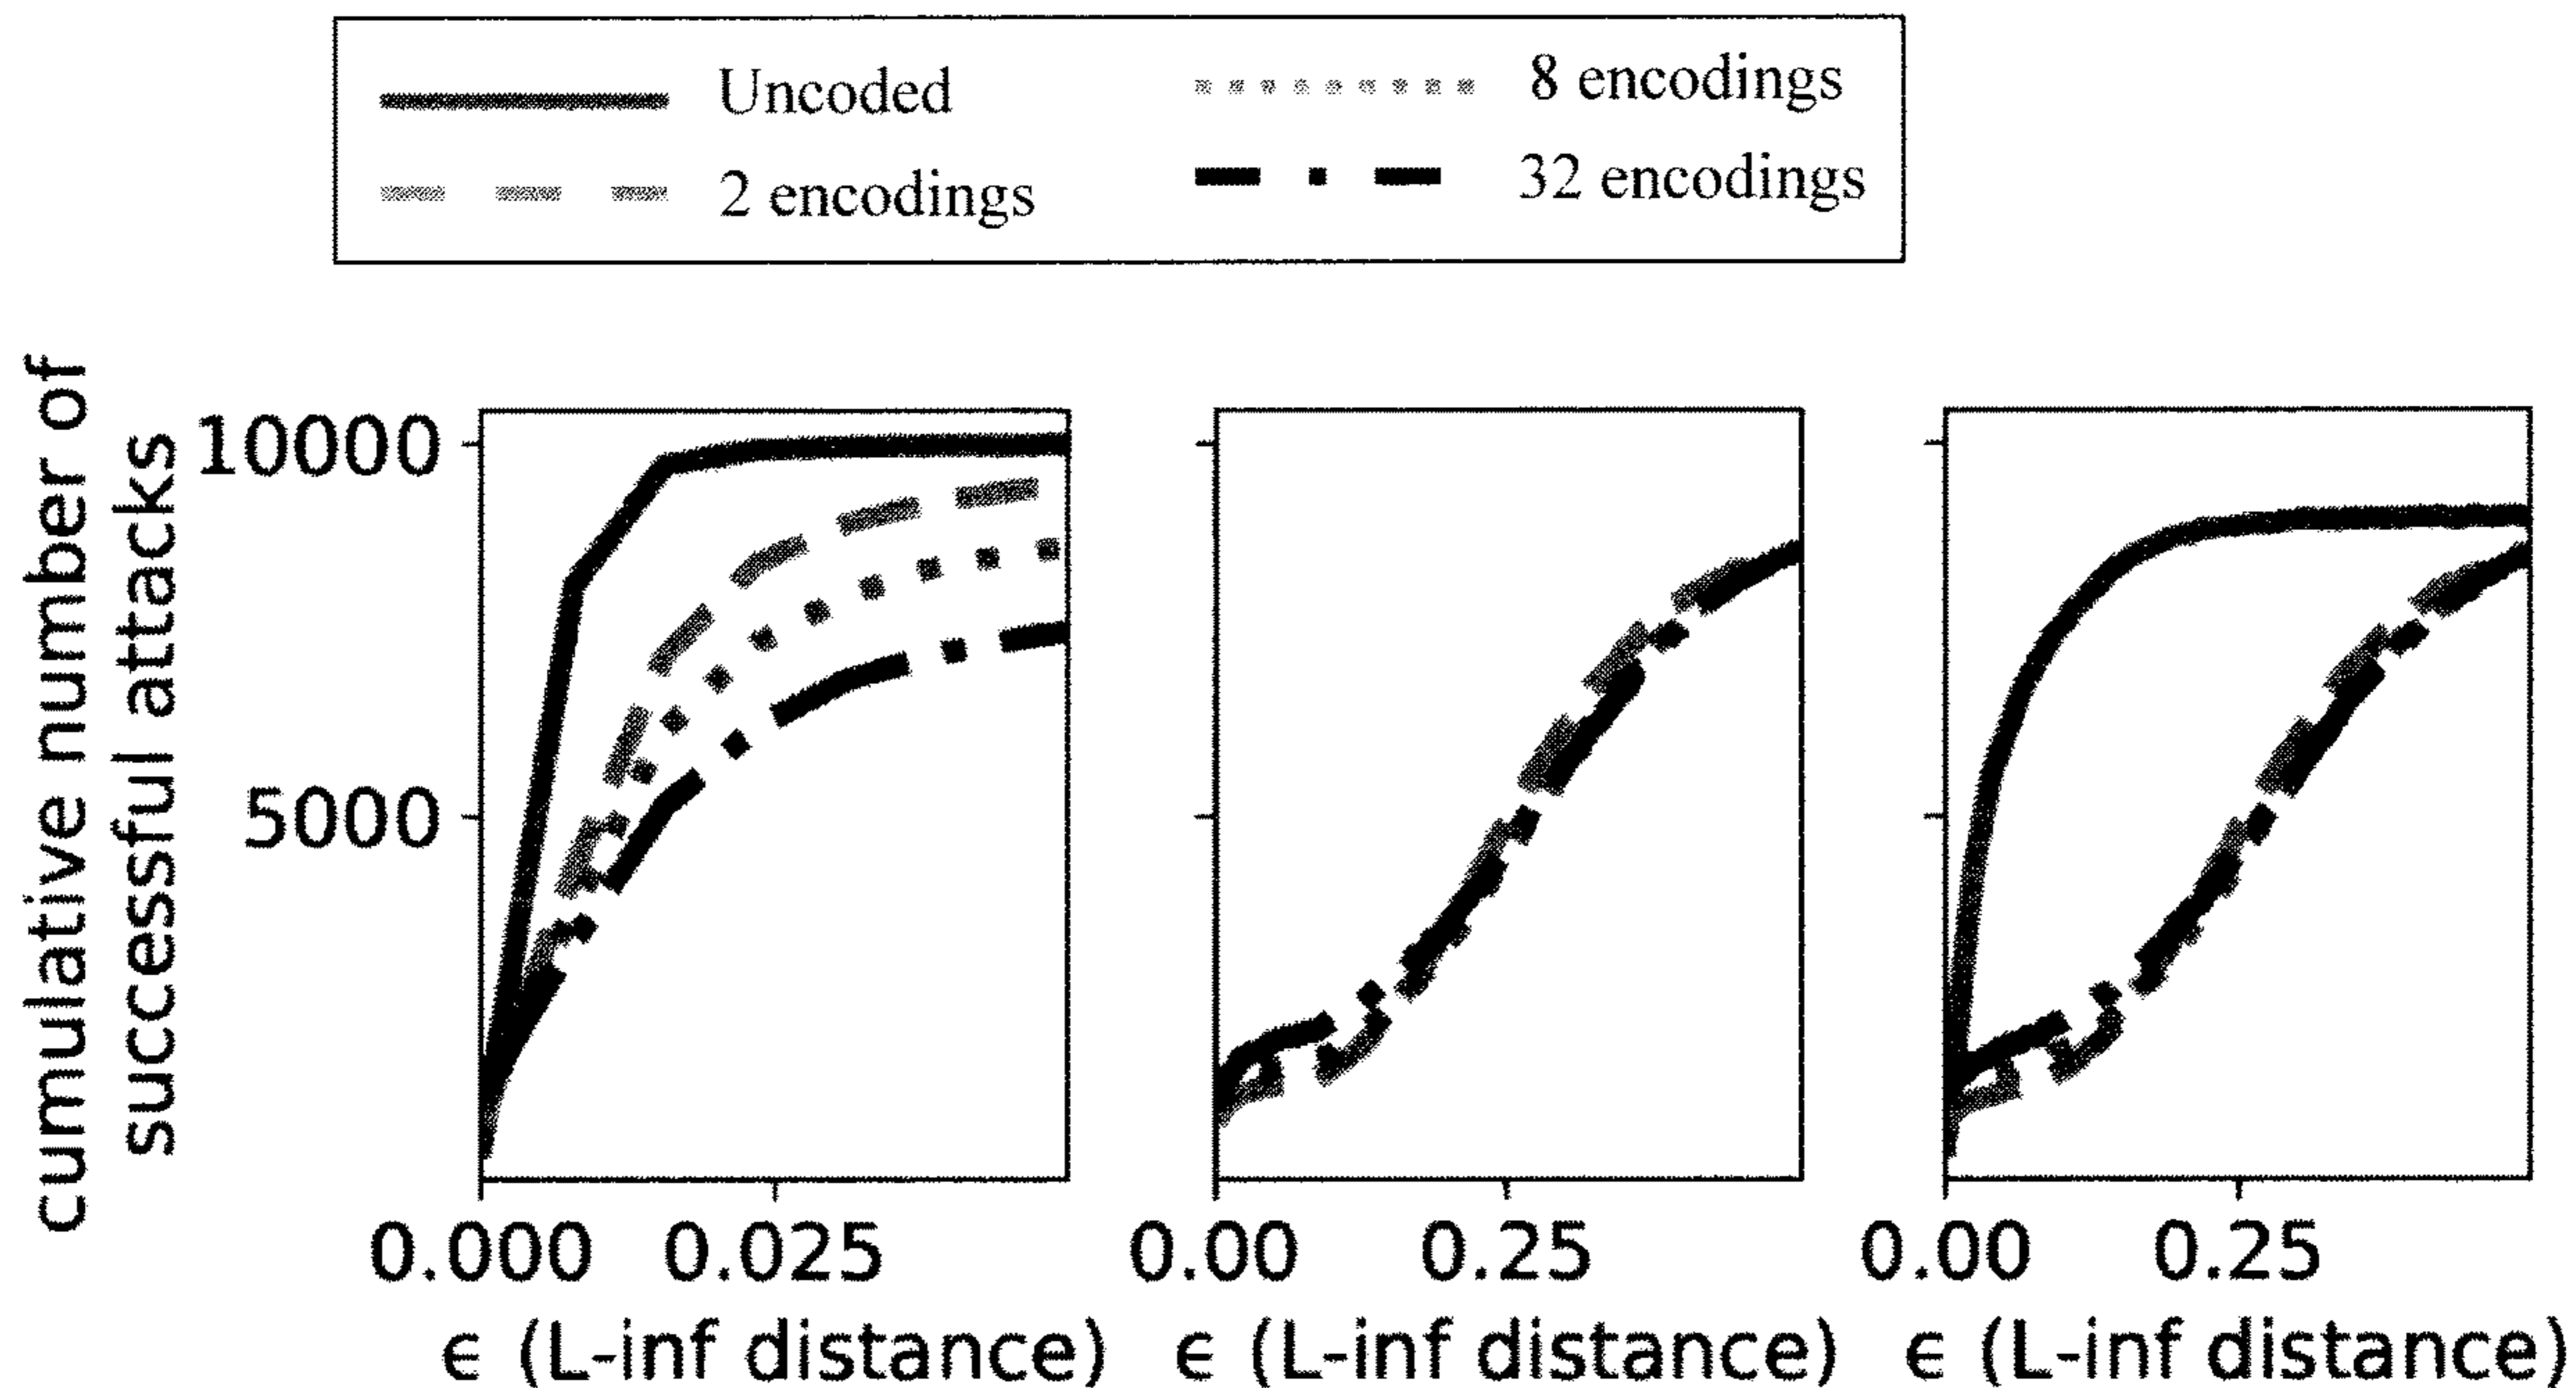 Uncoded
8 encodings
2 encodings
32 encodings
cumulative number of
successful attacks
10000
5000
0.000 0.025
0.00 0.25
0.00 0.25
ϵ (L-inf distance)
ϵ (L-inf distance)
ϵ (L-inf distance)